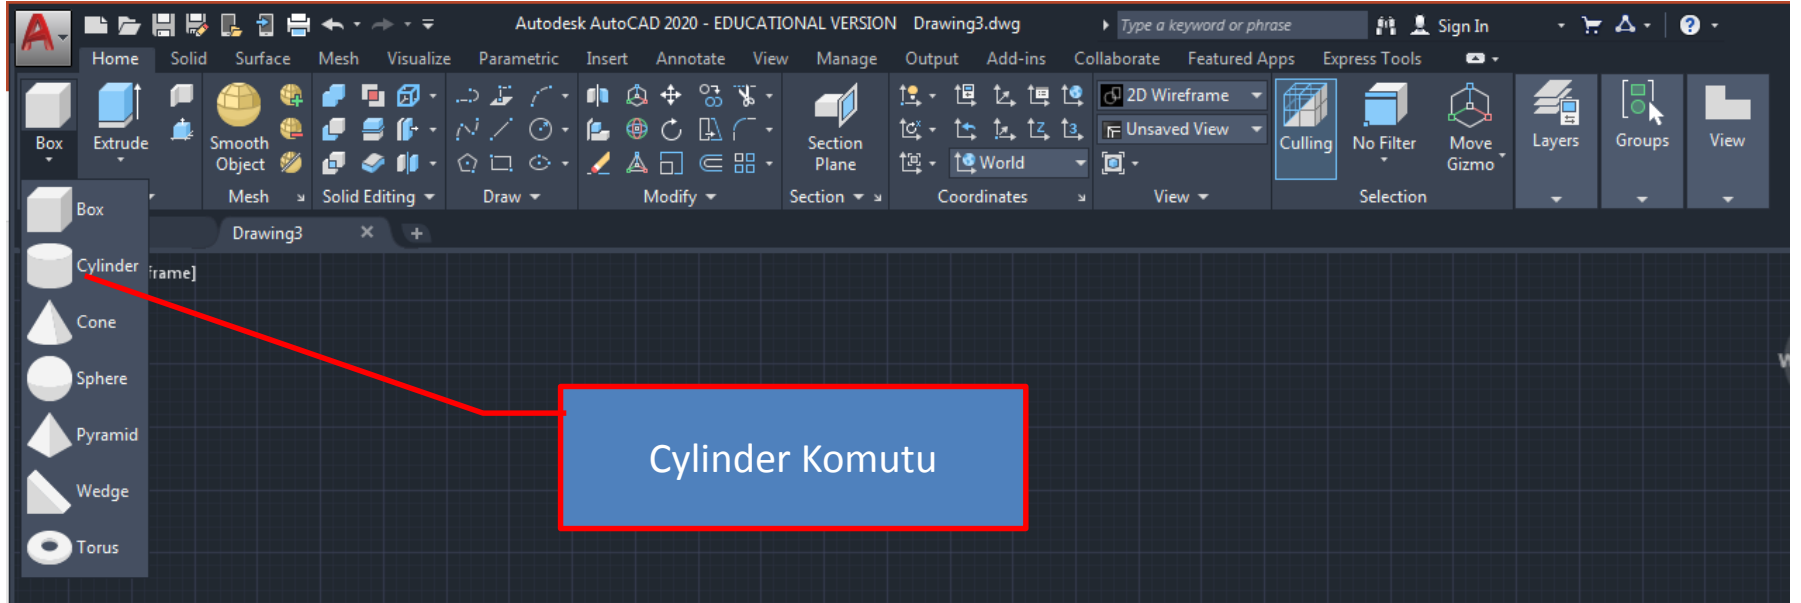 Autodesk AutoCAD 2020 - EDUCATIONAL VERSION Drawing3.dwg Type a keyword or phrase Sign In
Home Solid Surface Mesh Visualize Parametric Insert Annotate View Manage Output Add-ins Collaborate Featured Apps Express Tools
Box
Extrude
Smooth
Object
Section
Plane
2D Wireframe
Unsaved View
World
Culling
No Filter
Move
Gizmo
Layers
Groups
View
Mesh Solid Editing Draw Modify Section Coordinates View Selection
Drawing3
Box
Cylinder
frame]
Cone
Sphere
Pyramid
Wedge
Torus
Cylinder Komutu